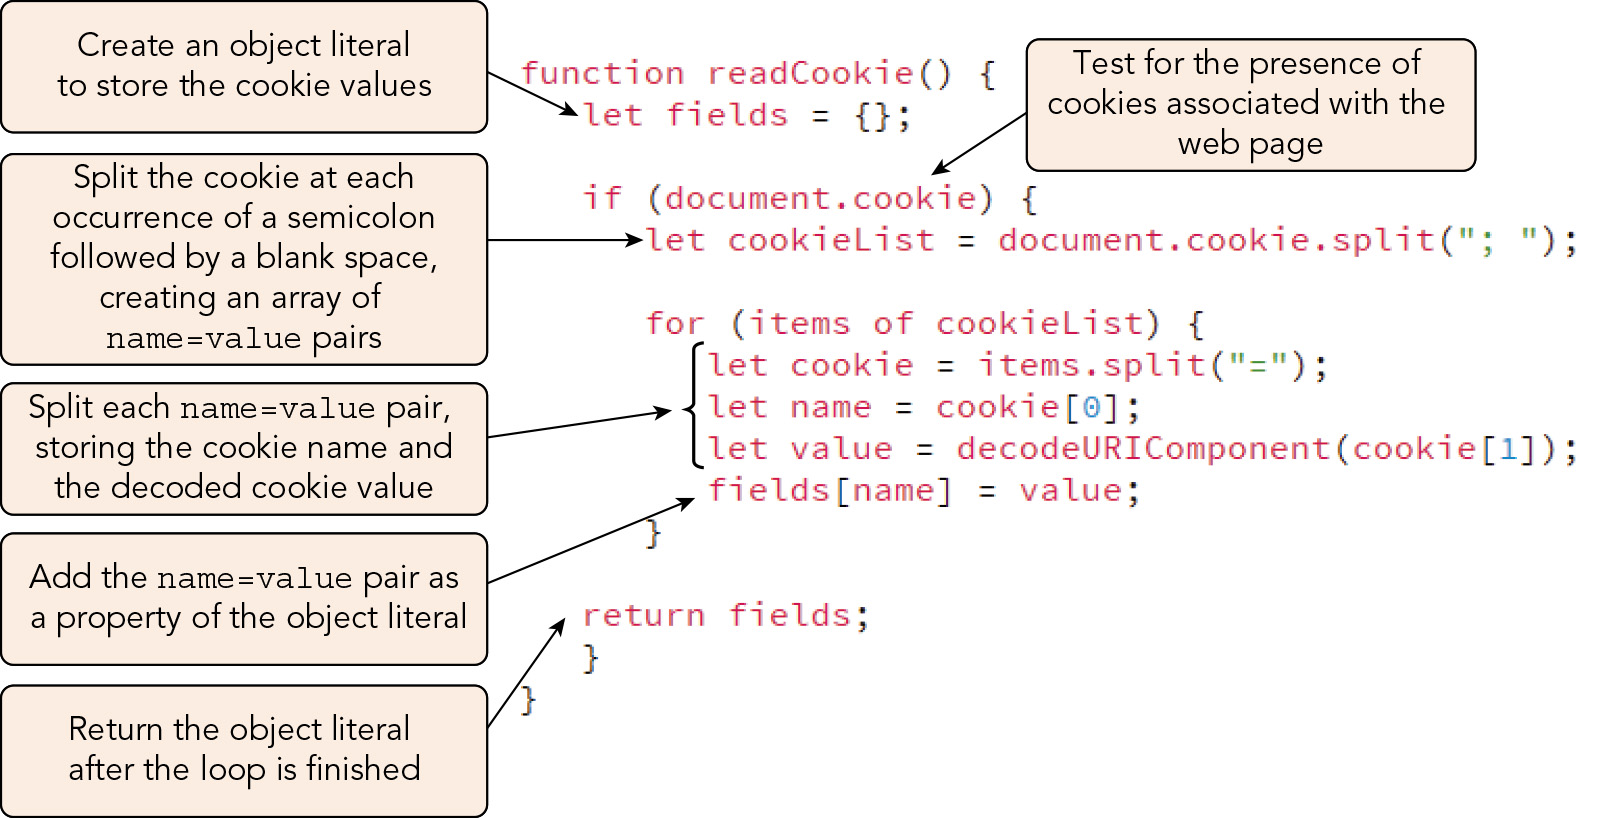 Create an object literal
to store the cookie values
Split the cookie at each
occurrence of a semicolon
followed by a blank space,
creating an array of
name=value pairs
Split each name=value pair,
storing the cookie name and
the decoded cookie value
Add the name=value pair as
a property of the object literal
Return the object literal
after the loop is finished
Test for the presence of
cookies associated with the
web page
function readCookie() {
let fields = {};
if (document.cookie) {
let cookieList = document.cookie.split("; ");
for (items of cookieList) {
let cookie = items.split("=");
let name = cookie[0];
let value = decodeURIComponent(cookie[1]);
fields[name] = value;
}
return fields;
}
}